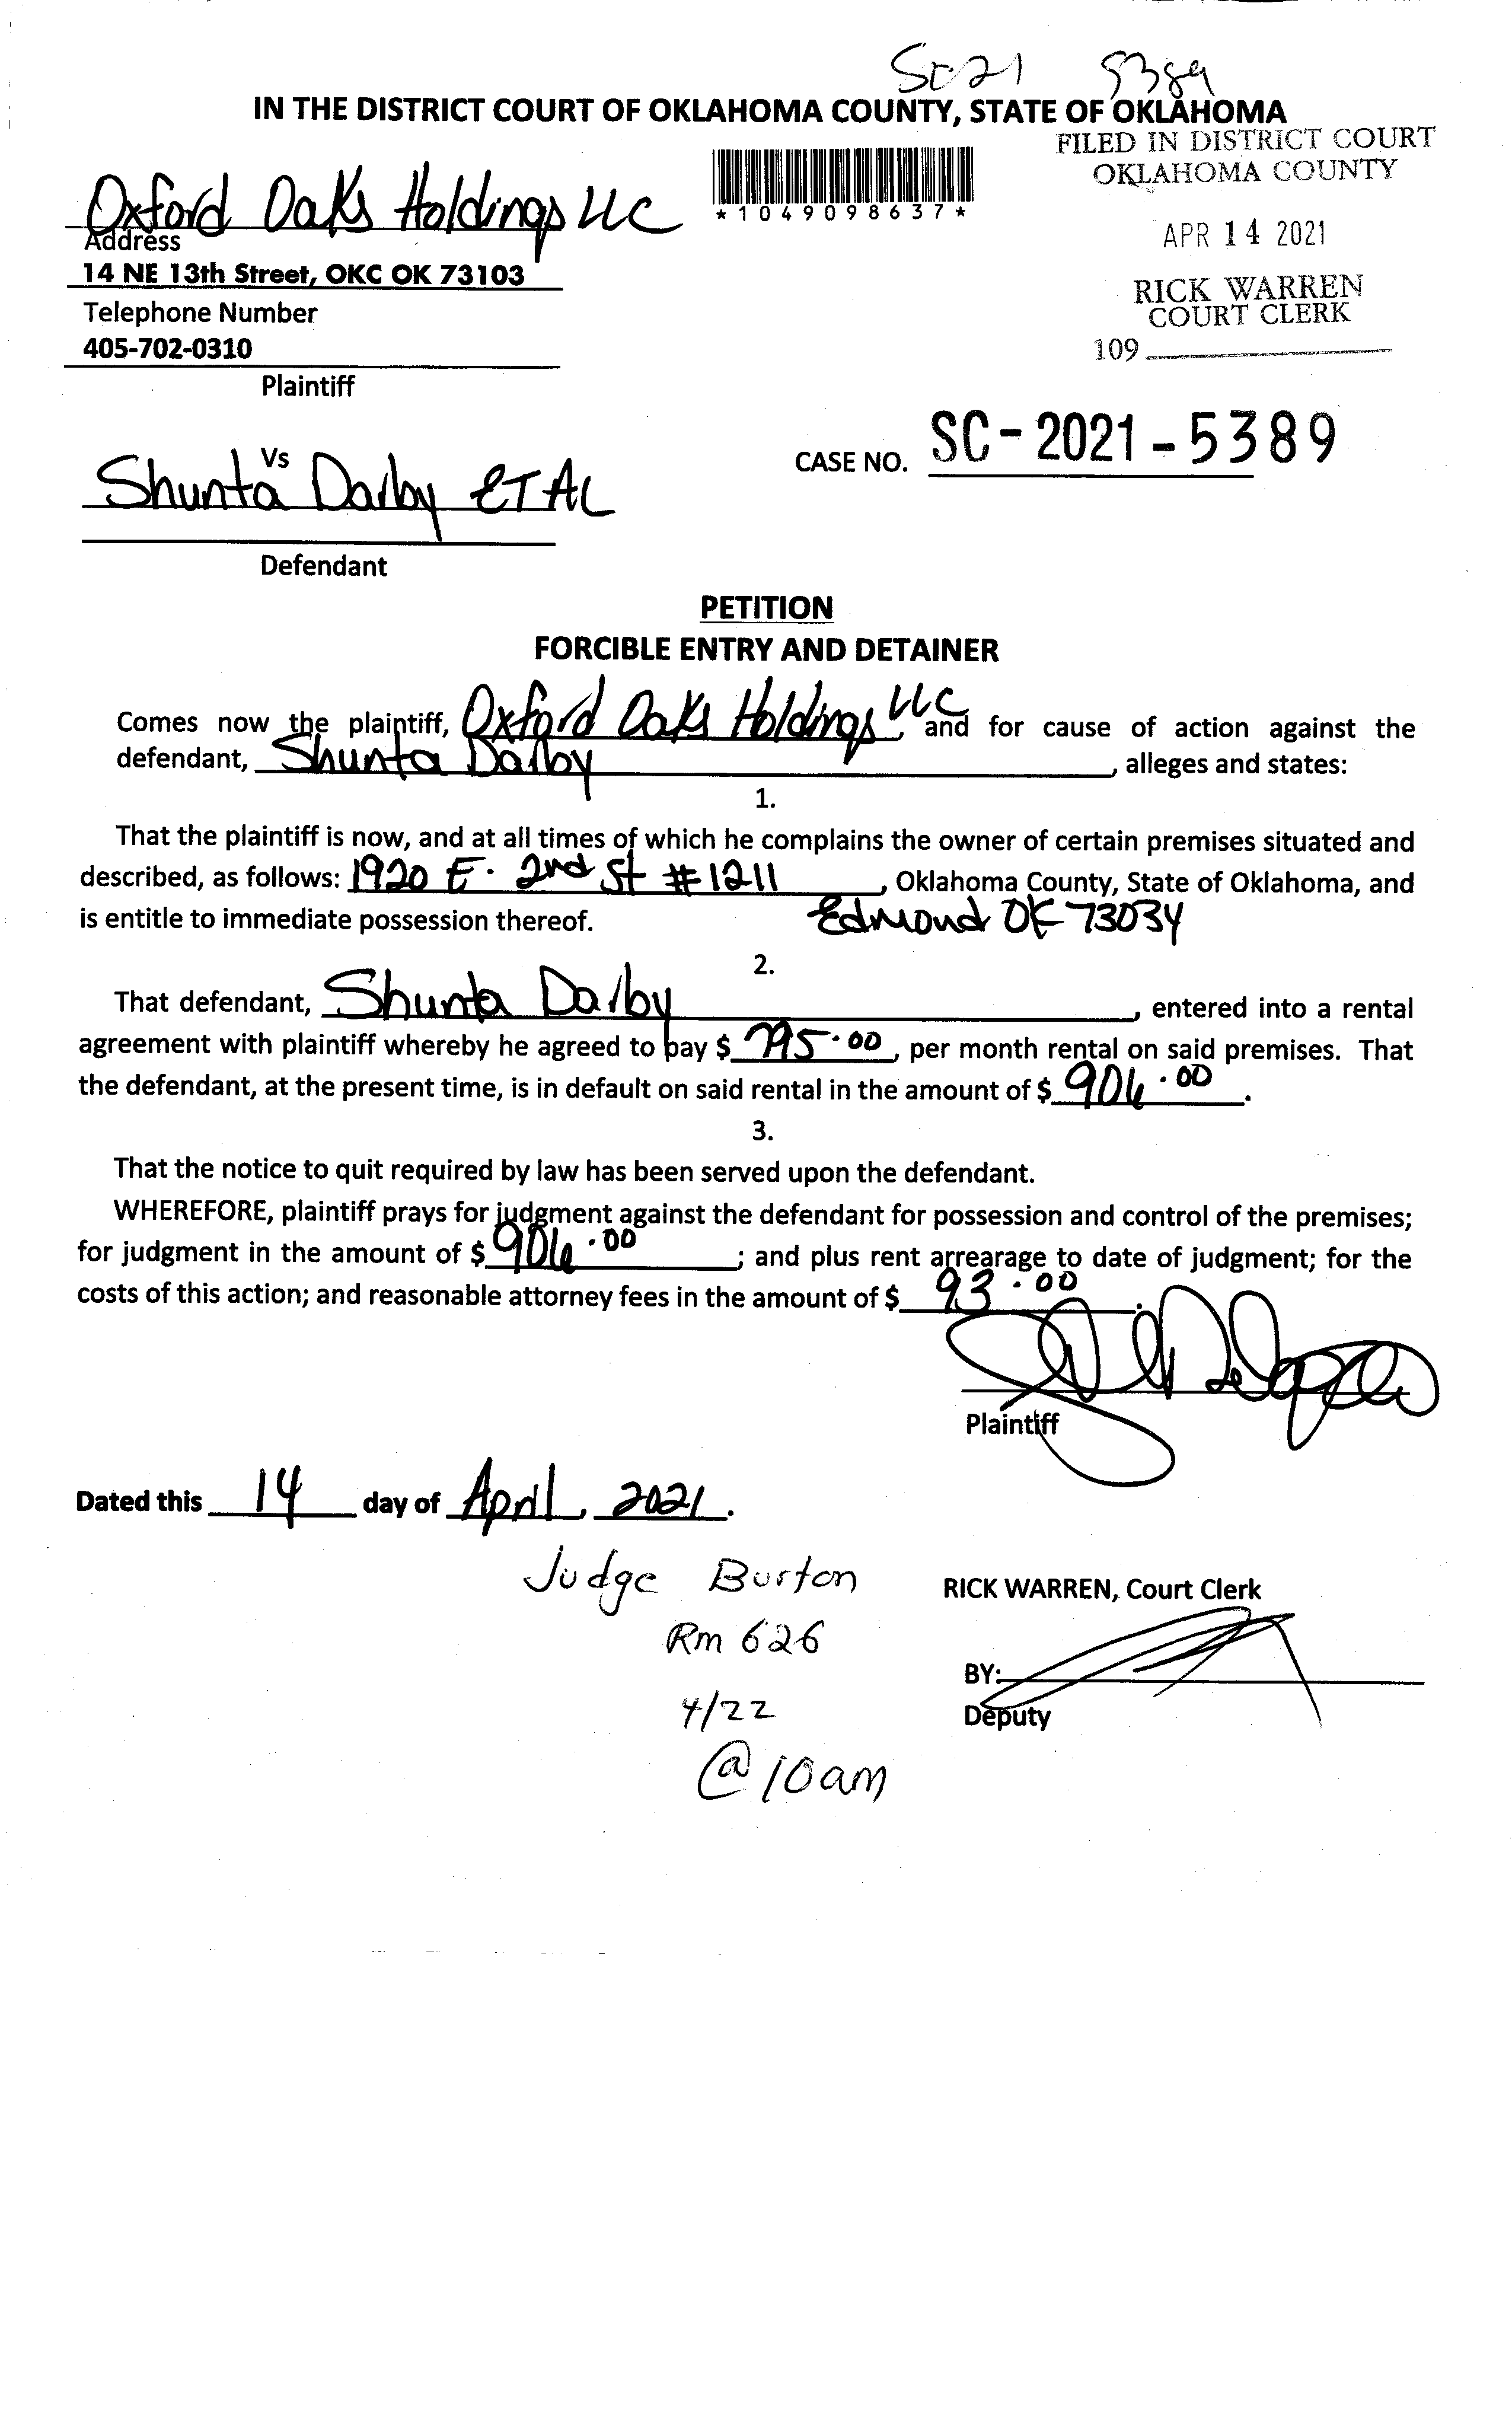 SC21 5389
IN THE DISTRICT COURT OF OKLAHOMA COUNTY, STATE OF OKLAHOMA
FILED IN DISTRICT COURT
OKLAHOMA COUNTY
Oxford Oaks Holdings LLC
*1049098637*
APR 14 2021
Address
14 NE 13th Street, OKC OK 73103
RICK WARREN
COURT CLERK
Telephone Number
405-702-0310
109
Plaintiff
CASE NO. SC-2021-5389
Vs
Shunta Darby ET AL
Defendant
PETITION
FORCIBLE ENTRY AND DETAINER
Comes now the plaintiff, Oxford Oaks Holdings LLC, and for cause of action against the
defendant, Shunta Darby, alleges and states:
1.
That the plaintiff is now, and at all times of which he complains the owner of certain premises situated and
described, as follows: 1920 E. 2nd St #1211, Oklahoma County, State of Oklahoma, and
is entitle to immediate possession thereof. Edmond OK 73034
2.
That defendant, Shunta Darby, entered into a rental
agreement with plaintiff whereby he agreed to pay $ 795.00, per month rental on said premises. That
the defendant, at the present time, is in default on said rental in the amount of $ 906.00.
3.
That the notice to quit required by law has been served upon the defendant.
WHEREFORE, plaintiff prays for judgment against the defendant for possession and control of the premises;
for judgment in the amount of $ 906.00; and plus rent arrearage to date of judgment; for the
costs of this action; and reasonable attorney fees in the amount of $ 93.00.
Plaintiff
Dated this 14 day of April, 2021.
Judge Burton
RICK WARREN, Court Clerk
Rm 626
BY:
4/22
Deputy
@ 10am